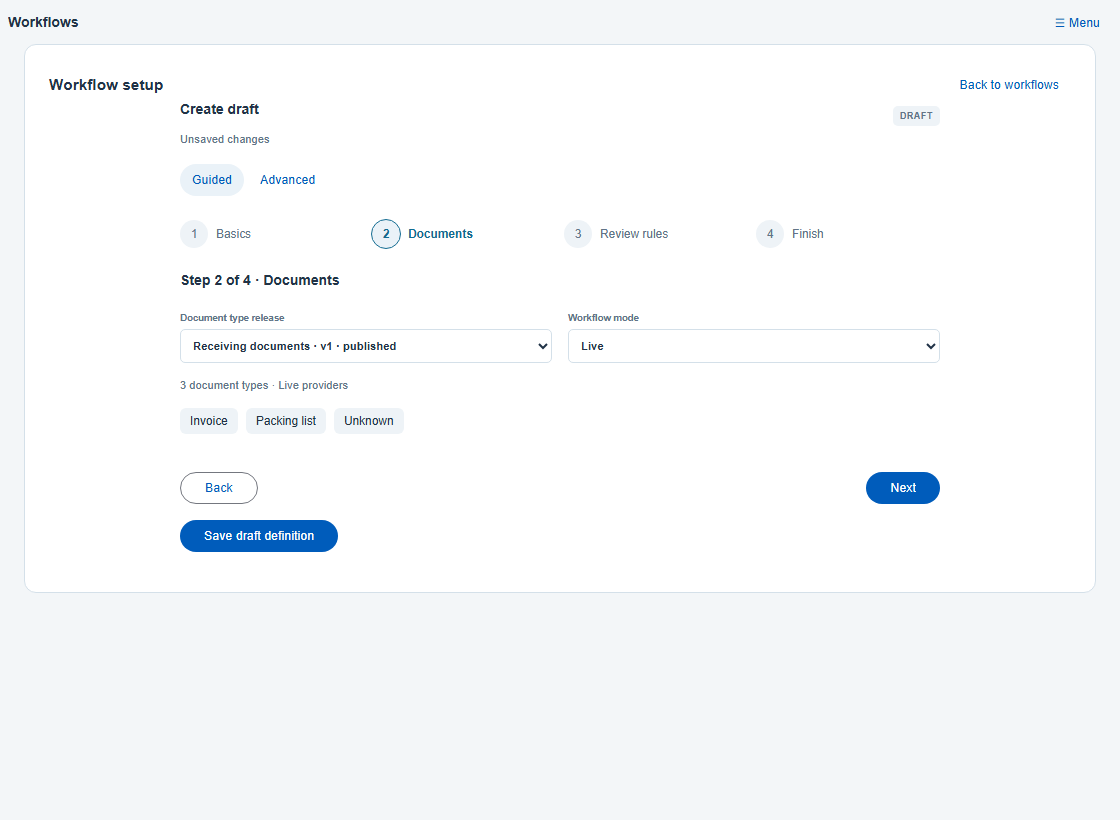 Workflows
☰ Menu
Workflow setup
Back to workflows
Create draft
DRAFT
Unsaved changes
Guided Advanced
1 Basics 2 Documents 3 Review rules 4 Finish
Step 2 of 4 · Documents
Document type release Workflow mode
Receiving documents · v1 · published Live
3 document types · Live providers
Invoice Packing list Unknown
Back Next
Save draft definition